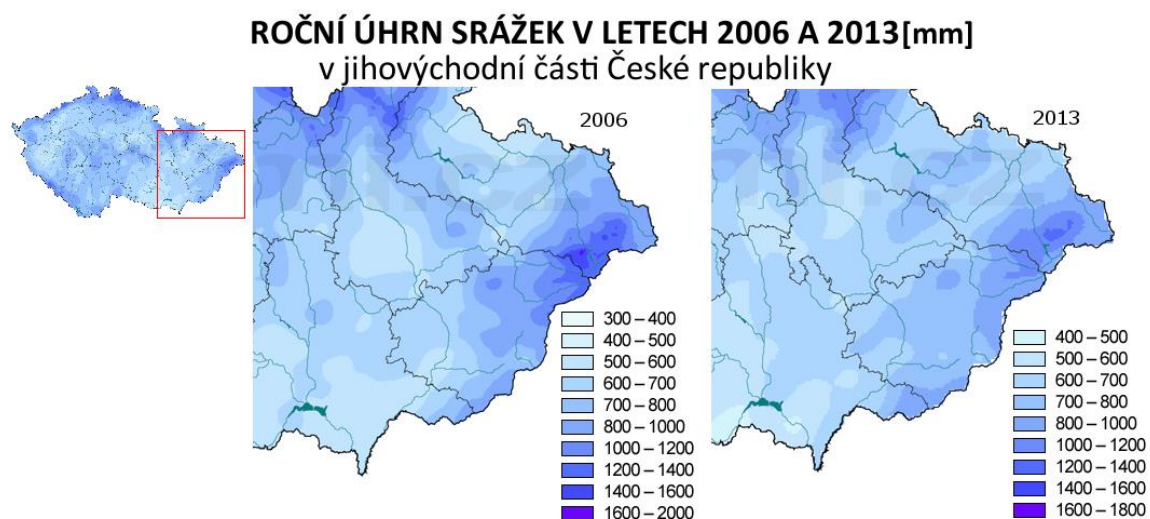 ROČNÍ ÚHRN SRÁŽEK V LETECH 2006 A 2013[mm]
v jihovýchodní části České republiky
2006
300 – 400
400 – 500
500 – 600
600 – 700
700 – 800
800 – 1000
1000 – 1200
1200 – 1400
1400 – 1600
1600 – 2000
2013
400 – 500
500 – 600
600 – 700
700 – 800
800 – 1000
1000 – 1200
1200 – 1400
1400 – 1600
1600 – 1800